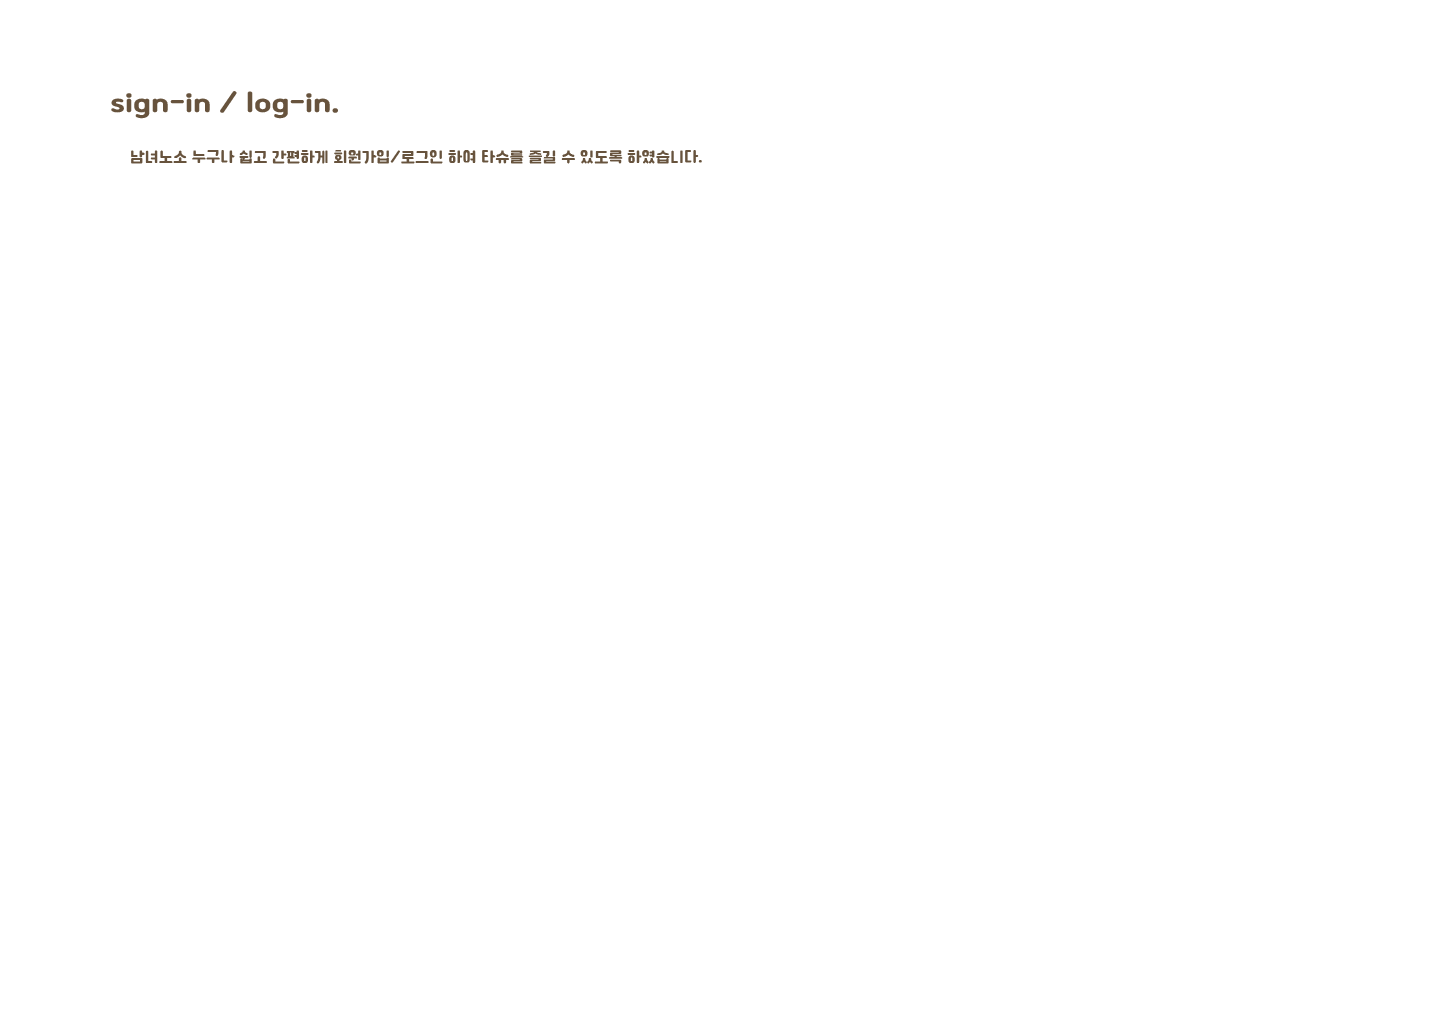 sign-in / log-in.
남녀노소 누구나 쉽고 간편하게 회원가입/로그인 하여 타슈를 즐길 수 있도록 하였습니다.